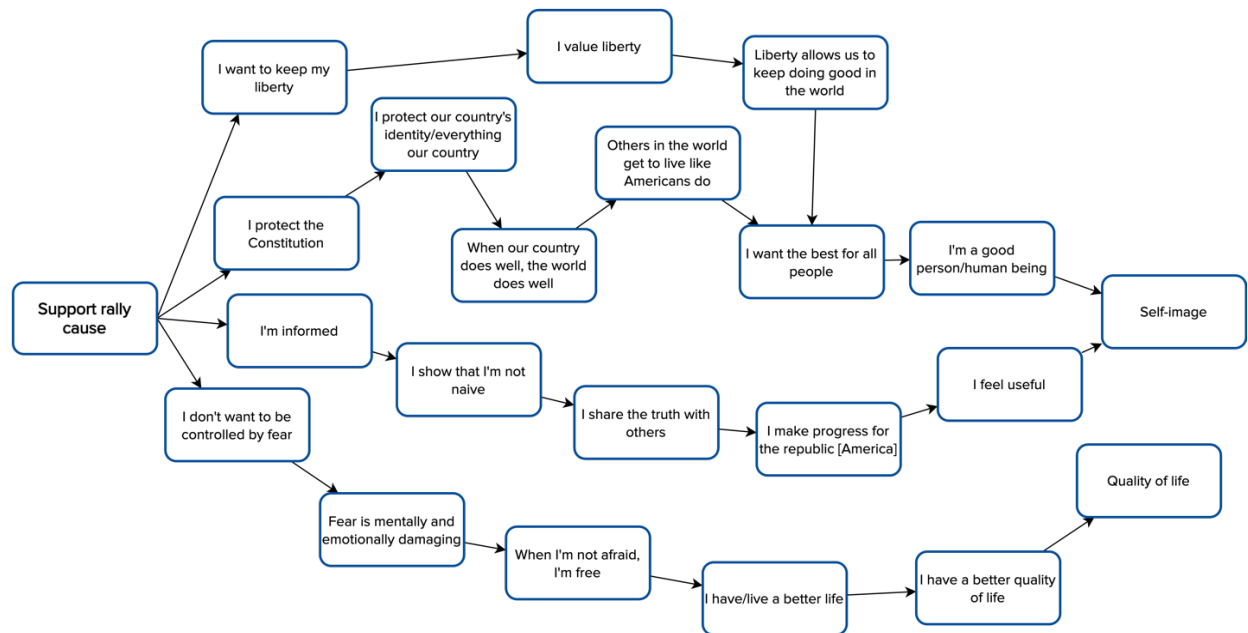 I want to keep my
liberty
I value liberty
Liberty allows us to
keep doing good in
the world
I protect our country's
identity/everything
our country
Others in the world
get to live like
Americans do
I protect the
Constitution
When our country
does well, the world
does well
I want the best for all
people
I'm a good
person/human being
Support rally
cause
Self-image
I'm informed
I show that I'm not
naive
I share the truth with
others
I make progress for
the republic [America]
I feel useful
I don't want to be
controlled by fear
Fear is mentally and
emotionally damaging
When I'm not afraid,
I'm free
I have/live a better life
I have a better quality
of life
Quality of life